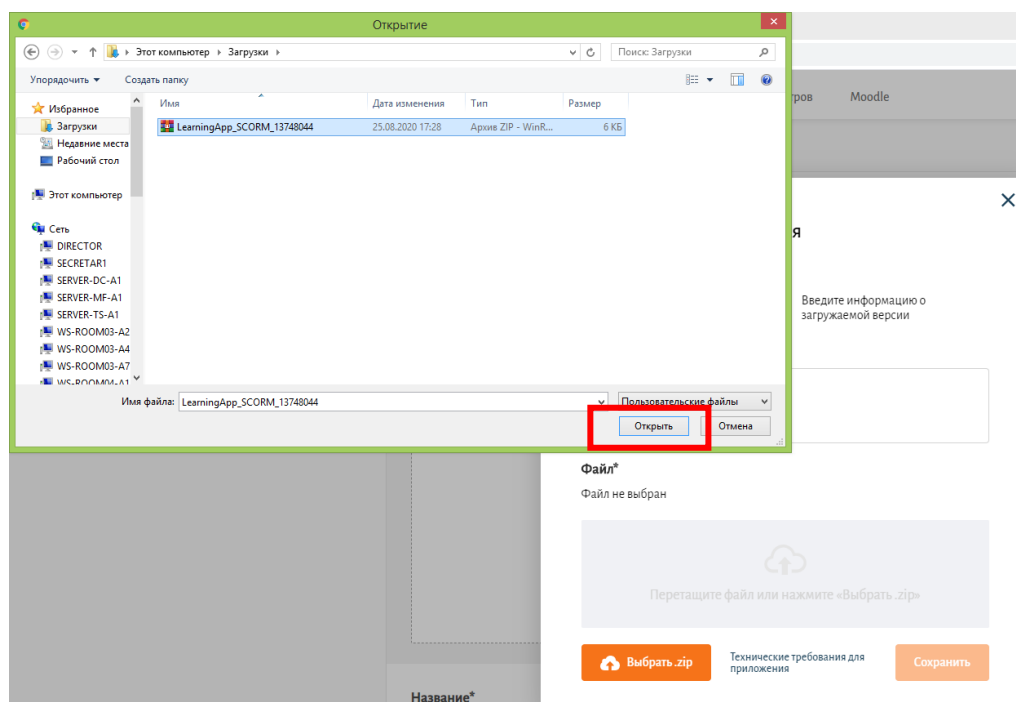 Открытие
Этот компьютер
Загрузки
Поиск: Загрузки
Упорядочить
Создать папку
Имя
Дата изменения
Тип
Размер
Избранное
Загрузки
Недавние места
Рабочий стол
Этот компьютер
Сеть
DIRECTOR
SECRETAR1
SERVER-DC-A1
SERVER-MF-A1
SERVER-TS-A1
WS-ROOM03-A2
WS-ROOM03-A4
WS-ROOM03-A7
WS-ROOM04-A1
LearningApp_SCORM_13748044
25.08.2020 17:28
Архив ZIP - WinR...
6 КБ
Имя файла:
LearningApp_SCORM_13748044
Пользовательские файлы
Открыть
Отмена
Moodle
Введите информацию о
загружаемой версии
Файл*
Файл не выбран
Перетащите файл или нажмите «Выбрать .zip»
Выбрать .zip
Технические требования для
приложения
Сохранить
Название*